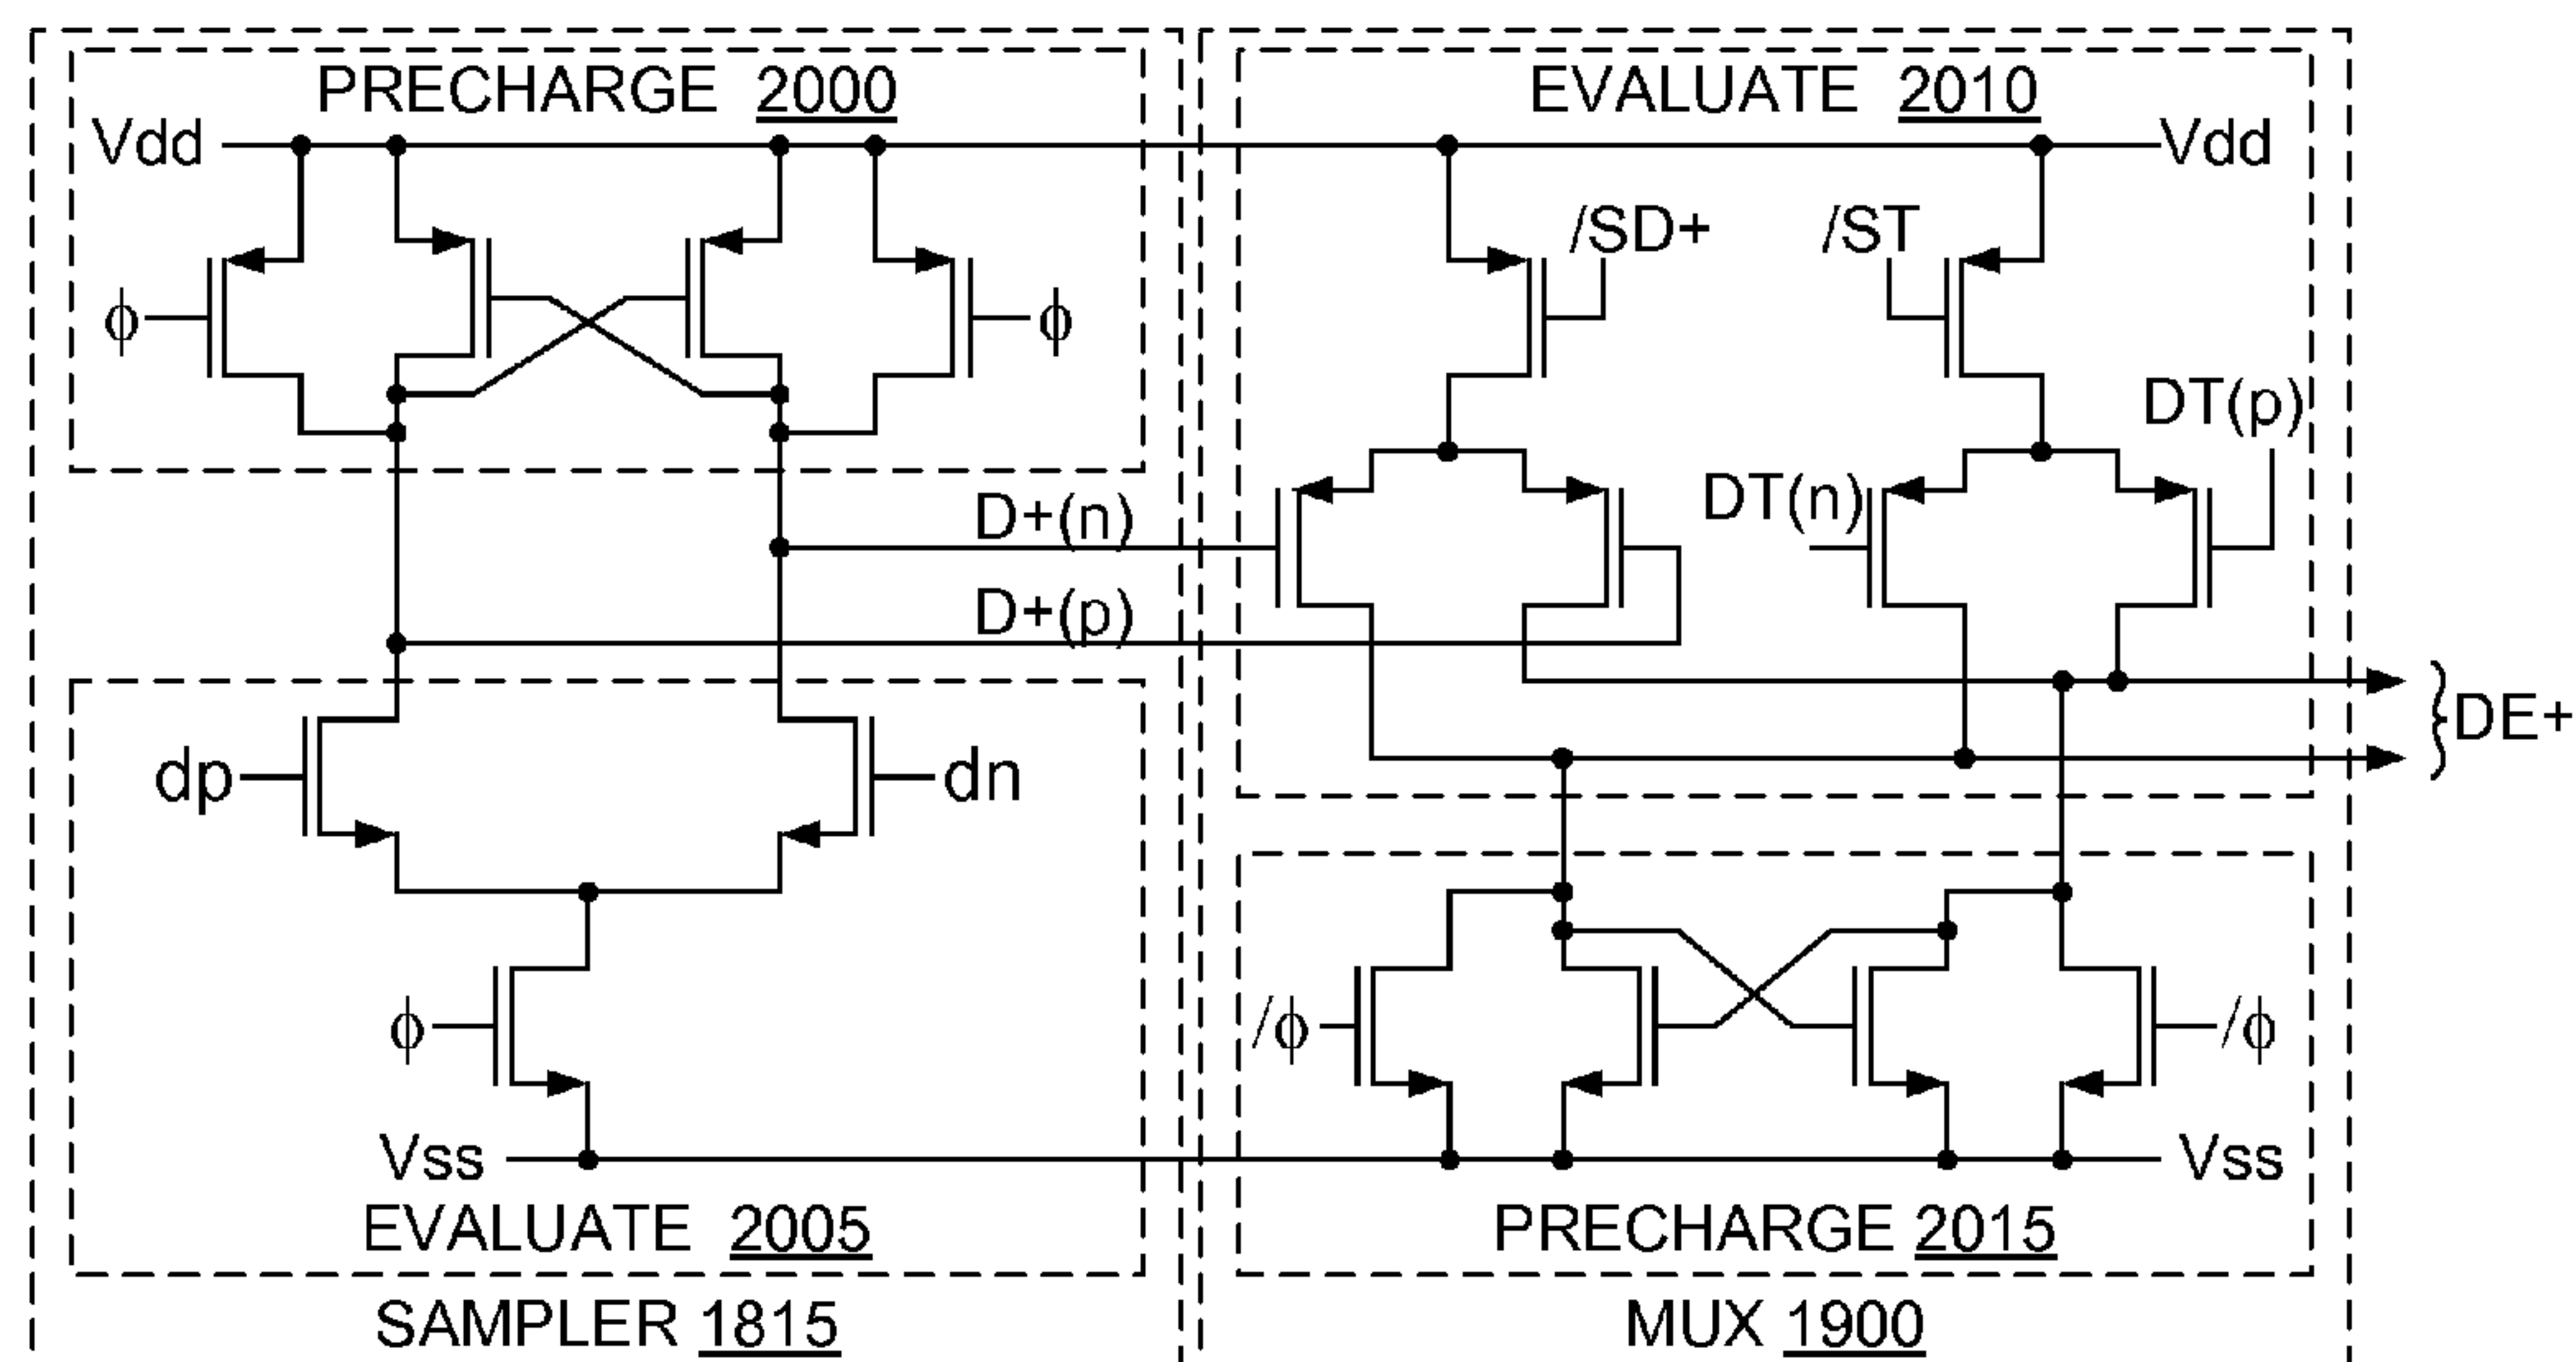 PRECHARGE 2000
EVALUATE 2010
Vdd
Vdd
/SD+
/ST
ϕ
ϕ
DT(p)
DT(n)
D+(n)
D+(p)
DE+
dp
dn
ϕ
/ϕ
/ϕ
Vss
Vss
EVALUATE 2005
PRECHARGE 2015
SAMPLER 1815
MUX 1900